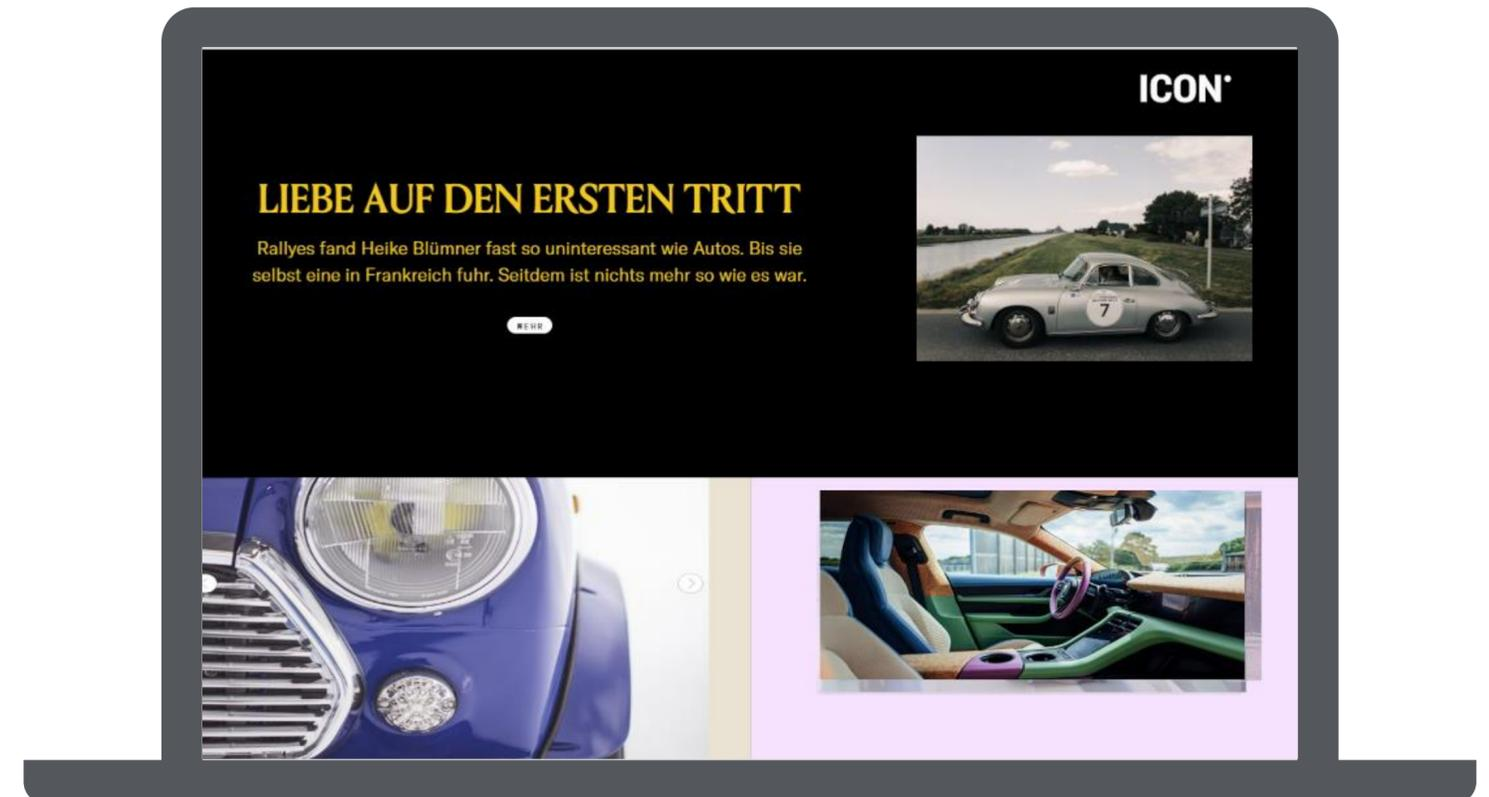 ICON
LIEBE AUF DEN ERSTEN TRITT
Rallyes fand Heike Blümner fast so uninteressant wie Autos. Bis sie
selbst eine in Frankreich fuhr. Seitdem ist nichts mehr so wie es war.
MEHR
7